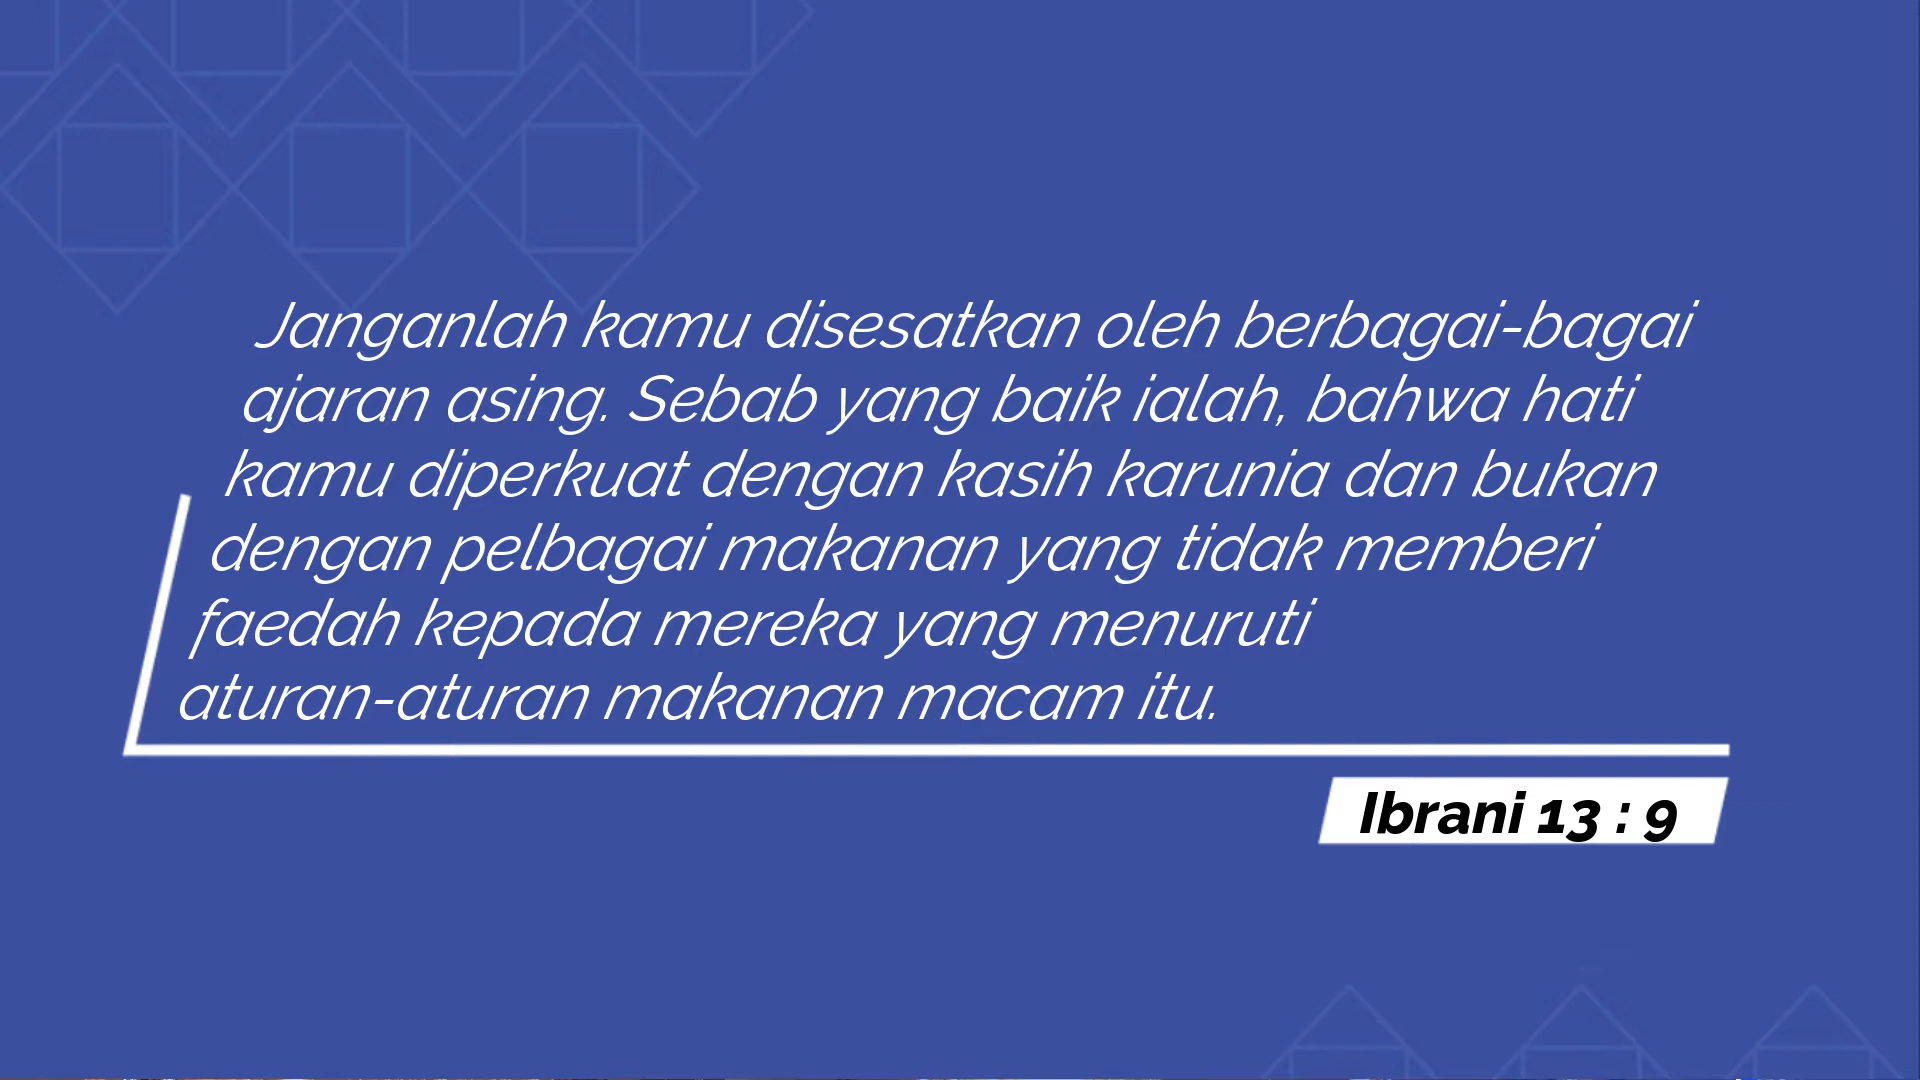 Janganlah kamu disesatkan oleh berbagai-bagai
ajaran asing. Sebab yang baik ialah, bahwa hati
kamu diperkuat dengan kasih karunia dan bukan
dengan pelbagai makanan yang tidak memberi
faedah kepada mereka yang menuruti
aturan-aturan makanan macam itu.
Ibrani 13 : 9